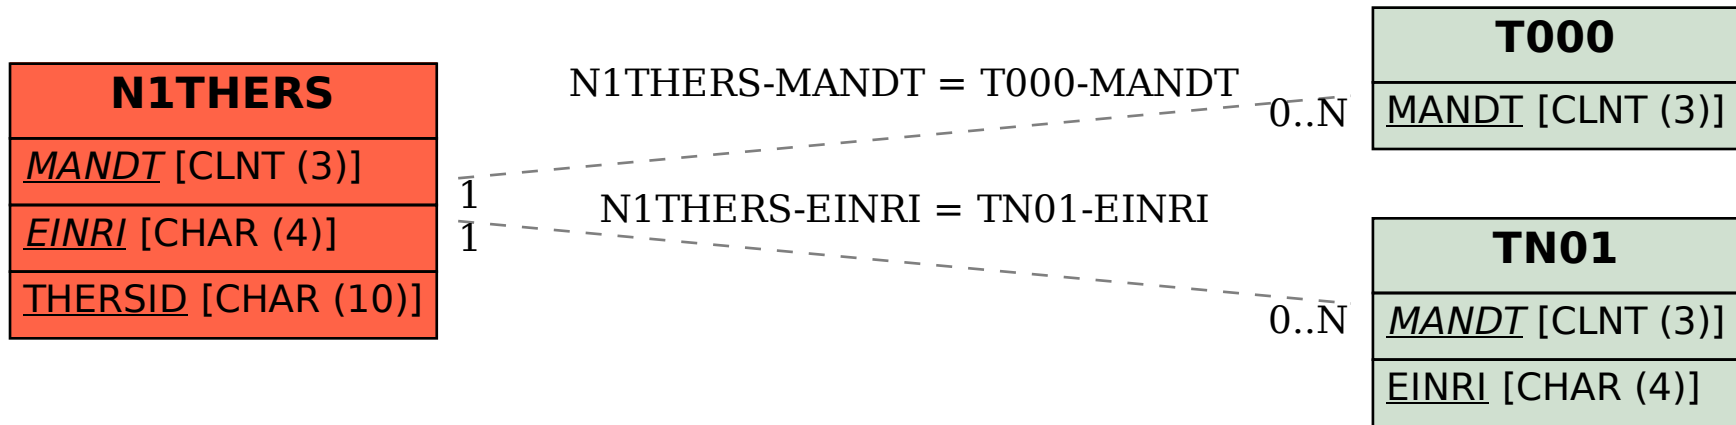 N1THERS
MANDT [CLNT (3)]
EINRI [CHAR (4)]
THERSID [CHAR (10)]
N1THERS-MANDT = T000-MANDT
1
0..N
N1THERS-EINRI = TN01-EINRI
1
0..N
T000
MANDT [CLNT (3)]
TN01
MANDT [CLNT (3)]
EINRI [CHAR (4)]